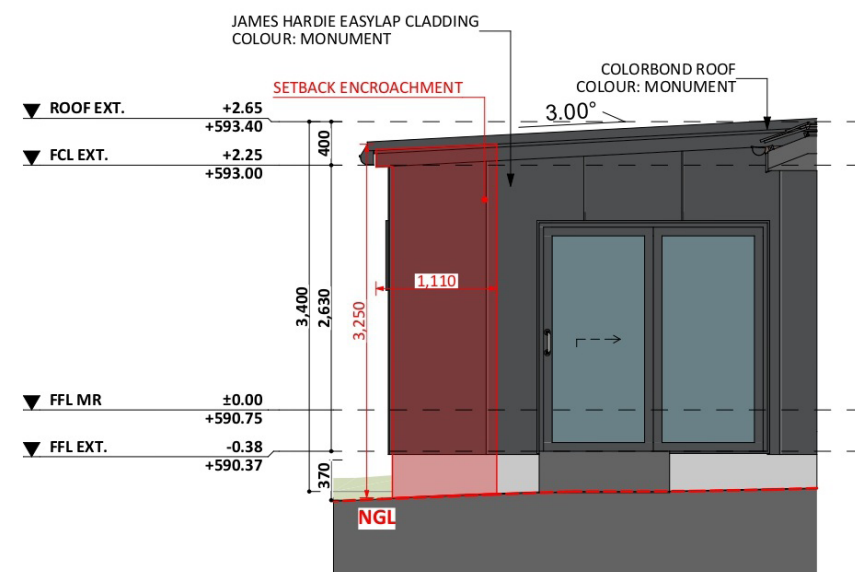 JAMES HARDIE EASYLAP CLADDING
COLOUR: MONUMENT
COLORBOND ROOF
COLOUR: MONUMENT
SETBACK ENCROACHMENT
3.00°
ROOF EXT. +2.65
+593.40
400
FCL EXT. +2.25
+593.00
1,110
3,400
2,630
3,250
FFL MR ±0.00
+590.75
FFL EXT. -0.38
+590.37
370
NGL